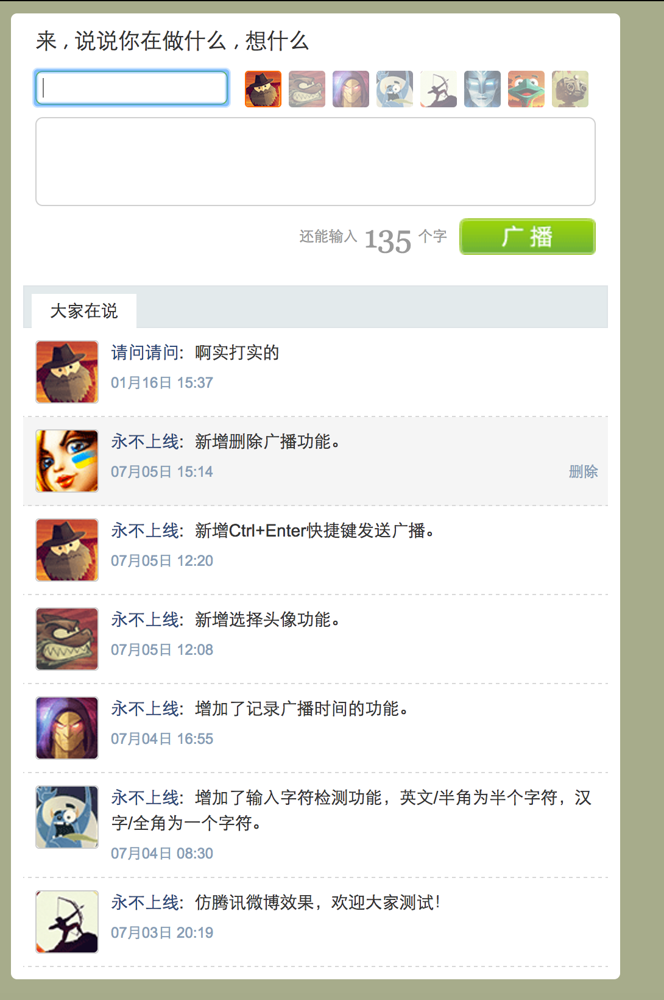 来，说说你在做什么，想什么
还能输入 135 个字
广播
大家在说
请问请问：啊实打实的
01月16日 15:37
永不上线：新增删除广播功能。
07月05日 15:14
删除
永不上线：新增Ctrl+Enter快捷键发送广播。
07月05日 12:20
永不上线：新增选择头像功能。
07月05日 12:08
永不上线：增加了记录广播时间的功能。
07月04日 16:55
永不上线：增加了输入字符检测功能，英文/半角为半个字符，汉
字/全角为一个字符。
07月04日 08:30
永不上线：仿腾讯微博效果，欢迎大家测试！
07月03日 20:19